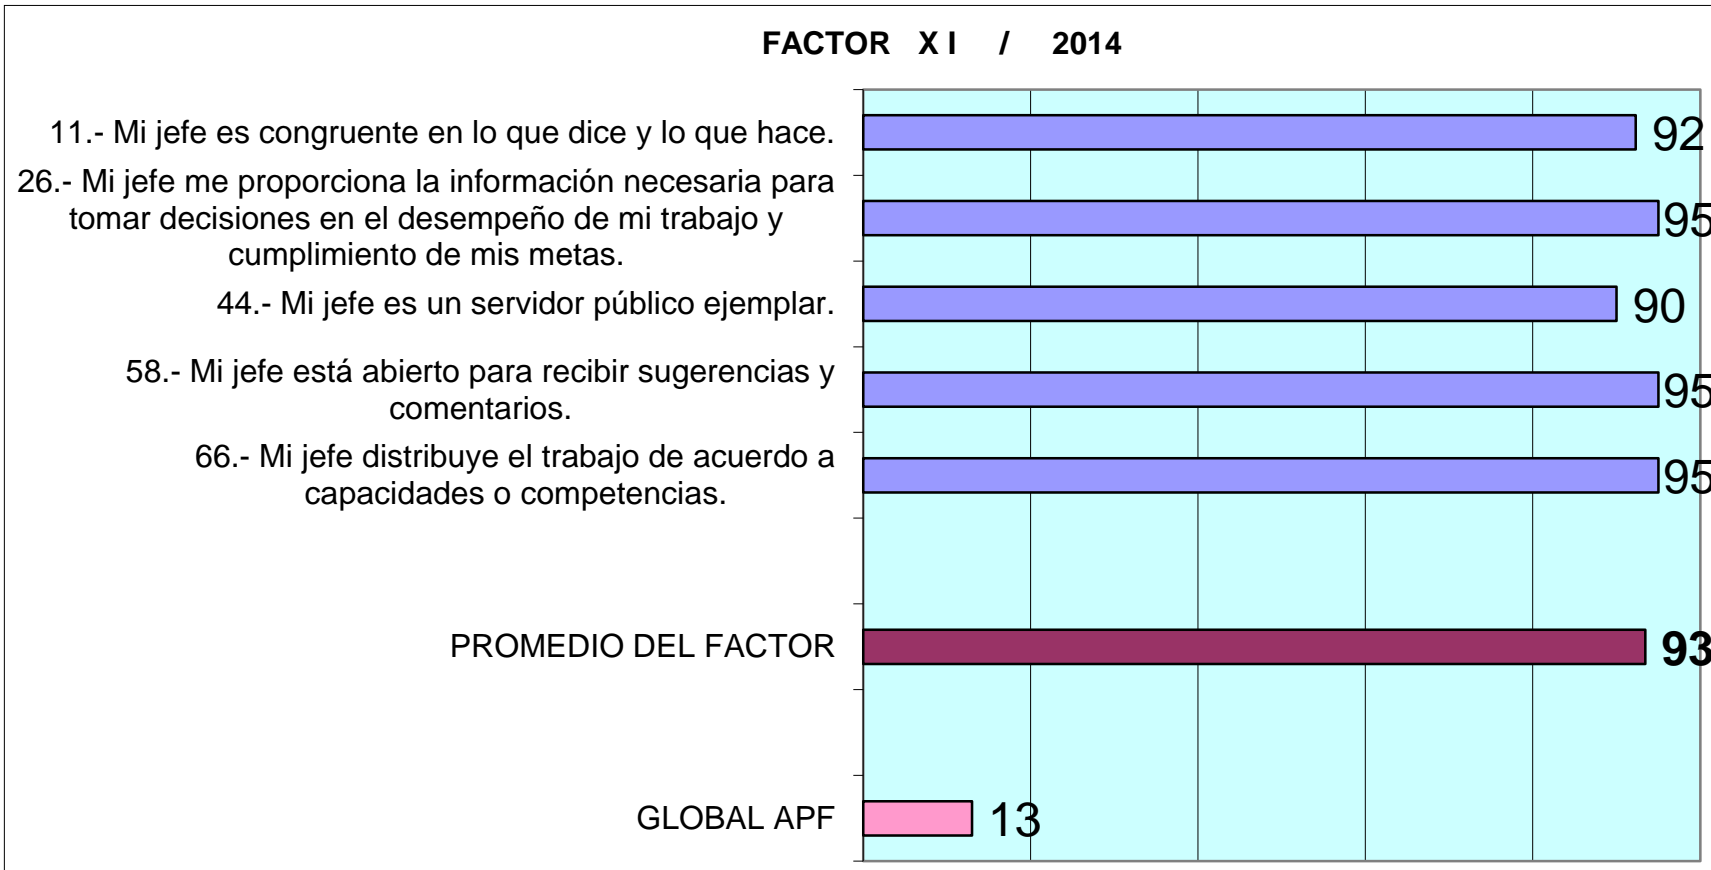 FACTOR X I / 2014
11.- Mi jefe es congruente en lo que dice y lo que hace.
92
26.- Mi jefe me proporciona la información necesaria para
tomar decisiones en el desempeño de mi trabajo y
cumplimiento de mis metas.
95
44.- Mi jefe es un servidor público ejemplar.
90
58.- Mi jefe está abierto para recibir sugerencias y
comentarios.
95
66.- Mi jefe distribuye el trabajo de acuerdo a
capacidades o competencias.
95
PROMEDIO DEL FACTOR
93
GLOBAL APF
13